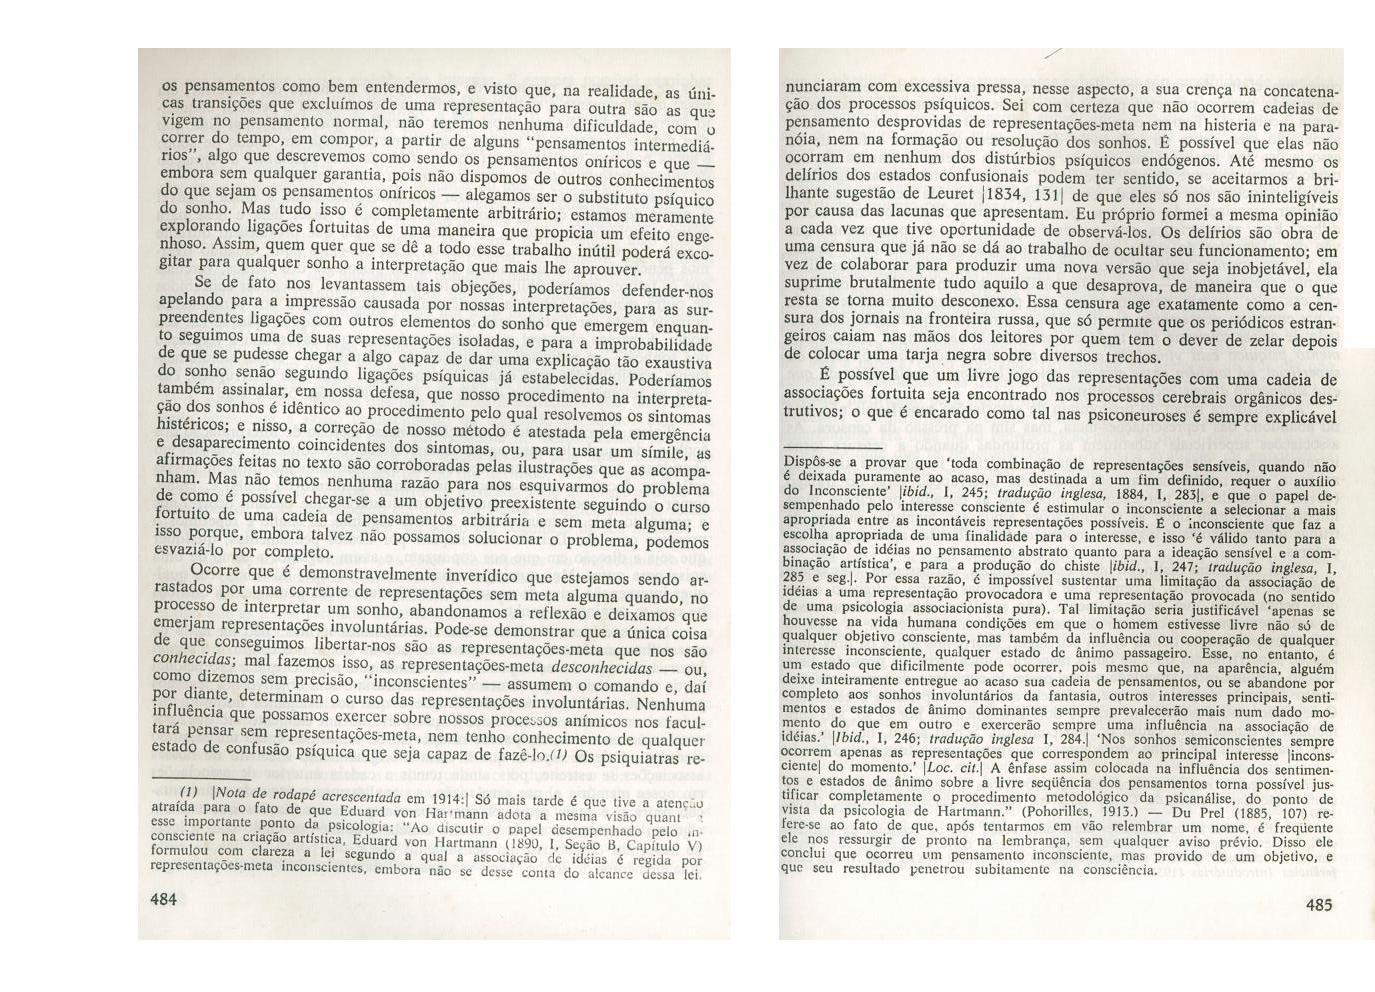 os pensamentos como bem entendermos, e visto que, na realidade, as úni-
cas transições que excluímos de uma representação para outra são as que
vigem no pensamento normal, não teremos nenhuma dificuldade, com o
correr do tempo, em compor, a partir de alguns “pensamentos intermediá-
rios”, algo que descrevemos como sendo os pensamentos oníricos e que —
embora sem qualquer garantia, pois não dispomos de outros conhecimentos
do que sejam os pensamentos oníricos — alegamos ser o substituto psíquico
do sonho. Mas tudo isso é completamente arbitrário; estamos meramente
explorando ligações fortuitas de uma maneira que propicia um efeito enge-
nhoso. Assim, quem quer que se dê a todo esse trabalho inútil poderá exco-
gitar para qualquer sonho a interpretação que mais lhe aprouver.
Se de fato nos levantassem tais objeções, poderíamos defender-nos
apelando para a impressão causada por nossas interpretações, para as sur-
preendentes ligações com outros elementos do sonho que emergem enquan-
to seguimos uma de suas representações isoladas, e para a improbabilidade
de que se pudesse chegar a algo capaz de dar uma explicação tão exaustiva
do sonho senão seguindo ligações psíquicas já estabelecidas. Poderíamos
também assinalar, em nossa defesa, que nosso procedimento na interpreta-
ção dos sonhos é idêntico ao procedimento pelo qual resolvemos os sintomas
histéricos; e nisso, a correção de nosso método é atestada pela emergência
e desaparecimento coincidentes dos sintomas, ou, para usar um símile, as
afirmações feitas no texto são corroboradas pelas ilustrações que as acompa-
nham. Mas não temos nenhuma razão para nos esquivarmos do problema
de como é possível chegar-se a um objetivo preexistente seguindo o curso
fortuito de uma cadeia de pensamentos arbitrária e sem meta alguma; e
isso porque, embora talvez não possamos solucionar o problema, podemos
esvaziá-lo por completo.
Ocorre que é demonstravelmente inverídico que estejamos sendo ar-
rastados por uma corrente de representações sem meta alguma quando, no
processo de interpretar um sonho, abandonamos a reflexão e deixamos que
emerjam representações involuntárias. Pode-se demonstrar que a única coisa
de que conseguimos libertar-nos são as representações-meta que nos são
conhecidas; mal fazemos isso, as representações-meta desconhecidas — ou,
como dizemos sem precisão, “inconscientes” — assumem o comando e, daí
por diante, determinam o curso das representações involuntárias. Nenhuma
influência que possamos exercer sobre nossos processos anímicos nos facul-
tará pensar sem representações-meta, nem tenho conhecimento de qualquer
estado de confusão psíquica que seja capaz de fazê-lo.(1) Os psiquiatras re-
(1) |Nota de rodapé acrescentada em 1914:| Só mais tarde é que tive a atenção
atraída para o fato de que Eduard von Hartmann adota a mesma visão quant
esse importante ponto da psicologia: “Ao discutir o papel desempenhado pelo in-
consciente na criação artística, Eduard von Hartmann (1890, I, Seção B, Capítulo V)
formulou com clareza a lei segundo a qual a associação de idéias é regida por
representações-meta inconscientes, embora não se desse conta do alcance dessa lei.
484
nunciaram com excessiva pressa, nesse aspecto, a sua crença na concatena-
ção dos processos psíquicos. Sei com certeza que não ocorrem cadeias de
pensamento desprovidas de representações-meta nem na histeria e na para-
nóia, nem na formação ou resolução dos sonhos. É possível que elas não
ocorram em nenhum dos distúrbios psíquicos endógenos. Até mesmo os
delírios dos estados confusionais podem ter sentido, se aceitarmos a bri-
lhante sugestão de Leuret |1834, 131| de que eles só nos são ininteligíveis
por causa das lacunas que apresentam. Eu próprio formei a mesma opinião
a cada vez que tive oportunidade de observá-los. Os delírios são obra de
uma censura que já não se dá ao trabalho de ocultar seu funcionamento; em
vez de colaborar para produzir uma nova versão que seja inobjetável, ela
suprime brutalmente tudo aquilo a que desaprova, de maneira que o que
resta se torna muito desconexo. Essa censura age exatamente como a cen-
sura dos jornais na fronteira russa, que só permite que os periódicos estran-
geiros caiam nas mãos dos leitores por quem tem o dever de zelar depois
de colocar uma tarja negra sobre diversos trechos.
É possível que um livre jogo das representações com uma cadeia de
associações fortuita seja encontrado nos processos cerebrais orgânicos des-
trutivos; o que é encarado como tal nas psiconeuroses é sempre explicável
Dispôs-se a provar que ‘toda combinação de representações sensíveis, quando não
é deixada puramente ao acaso, mas destinada a um fim definido, requer o auxílio
do Inconsciente’ |ibid., I, 245; tradução inglesa, 1884, I, 283|, e que o papel de-
sempenhado pelo interesse consciente é estimular o inconsciente a selecionar a mais
apropriada entre as incontáveis representações possíveis. É o inconsciente que faz a
escolha apropriada de uma finalidade para o interesse, e isso ‘é válido tanto para a
associação de idéias no pensamento abstrato quanto para a ideação sensível e a com-
binação artística’, e para a produção do chiste |ibid., I, 247; tradução inglesa, I,
285 e seg.|. Por essa razão, é impossível sustentar uma limitação da associação de
idéias a uma representação provocadora e uma representação provocada (no sentido
de uma psicologia associacionista pura). Tal limitação seria justificável ‘apenas se
houvesse na vida humana condições em que o homem estivesse livre não só de
qualquer objetivo consciente, mas também da influência ou cooperação de qualquer
interesse inconsciente, qualquer estado de ânimo passageiro. Esse, no entanto, é
um estado que dificilmente pode ocorrer, pois mesmo que, na aparência, alguém
deixe inteiramente entregue ao acaso sua cadeia de pensamentos, ou se abandone por
completo aos sonhos involuntários da fantasia, outros interesses principais, senti-
mentos e estados de ânimo dominantes sempre prevalecerão mais num dado mo-
mento do que em outro e exercerão sempre uma influência na associação de
idéias.’ |Ibid., I, 246; tradução inglesa I, 284.| ‘Nos sonhos semiconscientes sempre
ocorrem apenas as representações que correspondem ao principal interesse |incons-
ciente| do momento.’ |Loc. cit.| A ênfase assim colocada na influência dos sentimen-
tos e estados de ânimo sobre a livre seqüência dos pensamentos torna possível jus-
tificar completamente o procedimento metodológico da psicanálise, do ponto de
vista da psicologia de Hartmann.” (Pohorilles, 1913.) — Du Prel (1885, 107) re-
fere-se ao fato de que, após tentarmos em vão relembrar um nome, é freqüente
ele nos ressurgir de pronto na lembrança, sem qualquer aviso prévio. Disso ele
conclui que ocorreu um pensamento inconsciente, mas provido de um objetivo, e
que seu resultado penetrou subitamente na consciência.
485